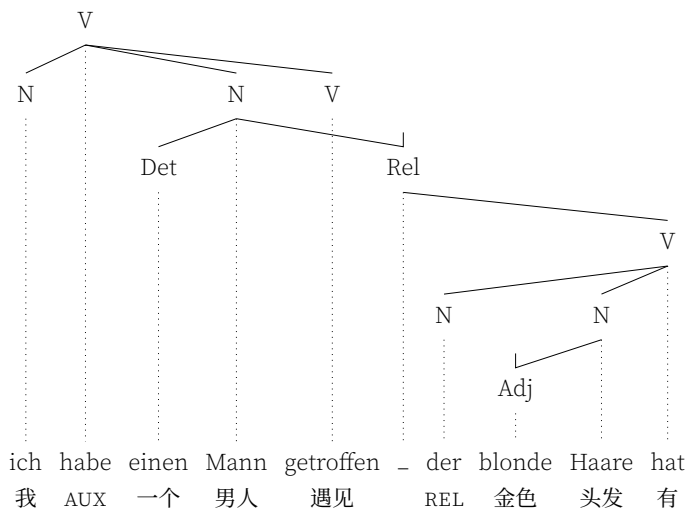 V
N N V
Det Rel
V
N N
Adj
ich habe einen Mann getroffen _ der blonde Haare hat
我 AUX 一个 男人 遇见 REL 金色 头发 有